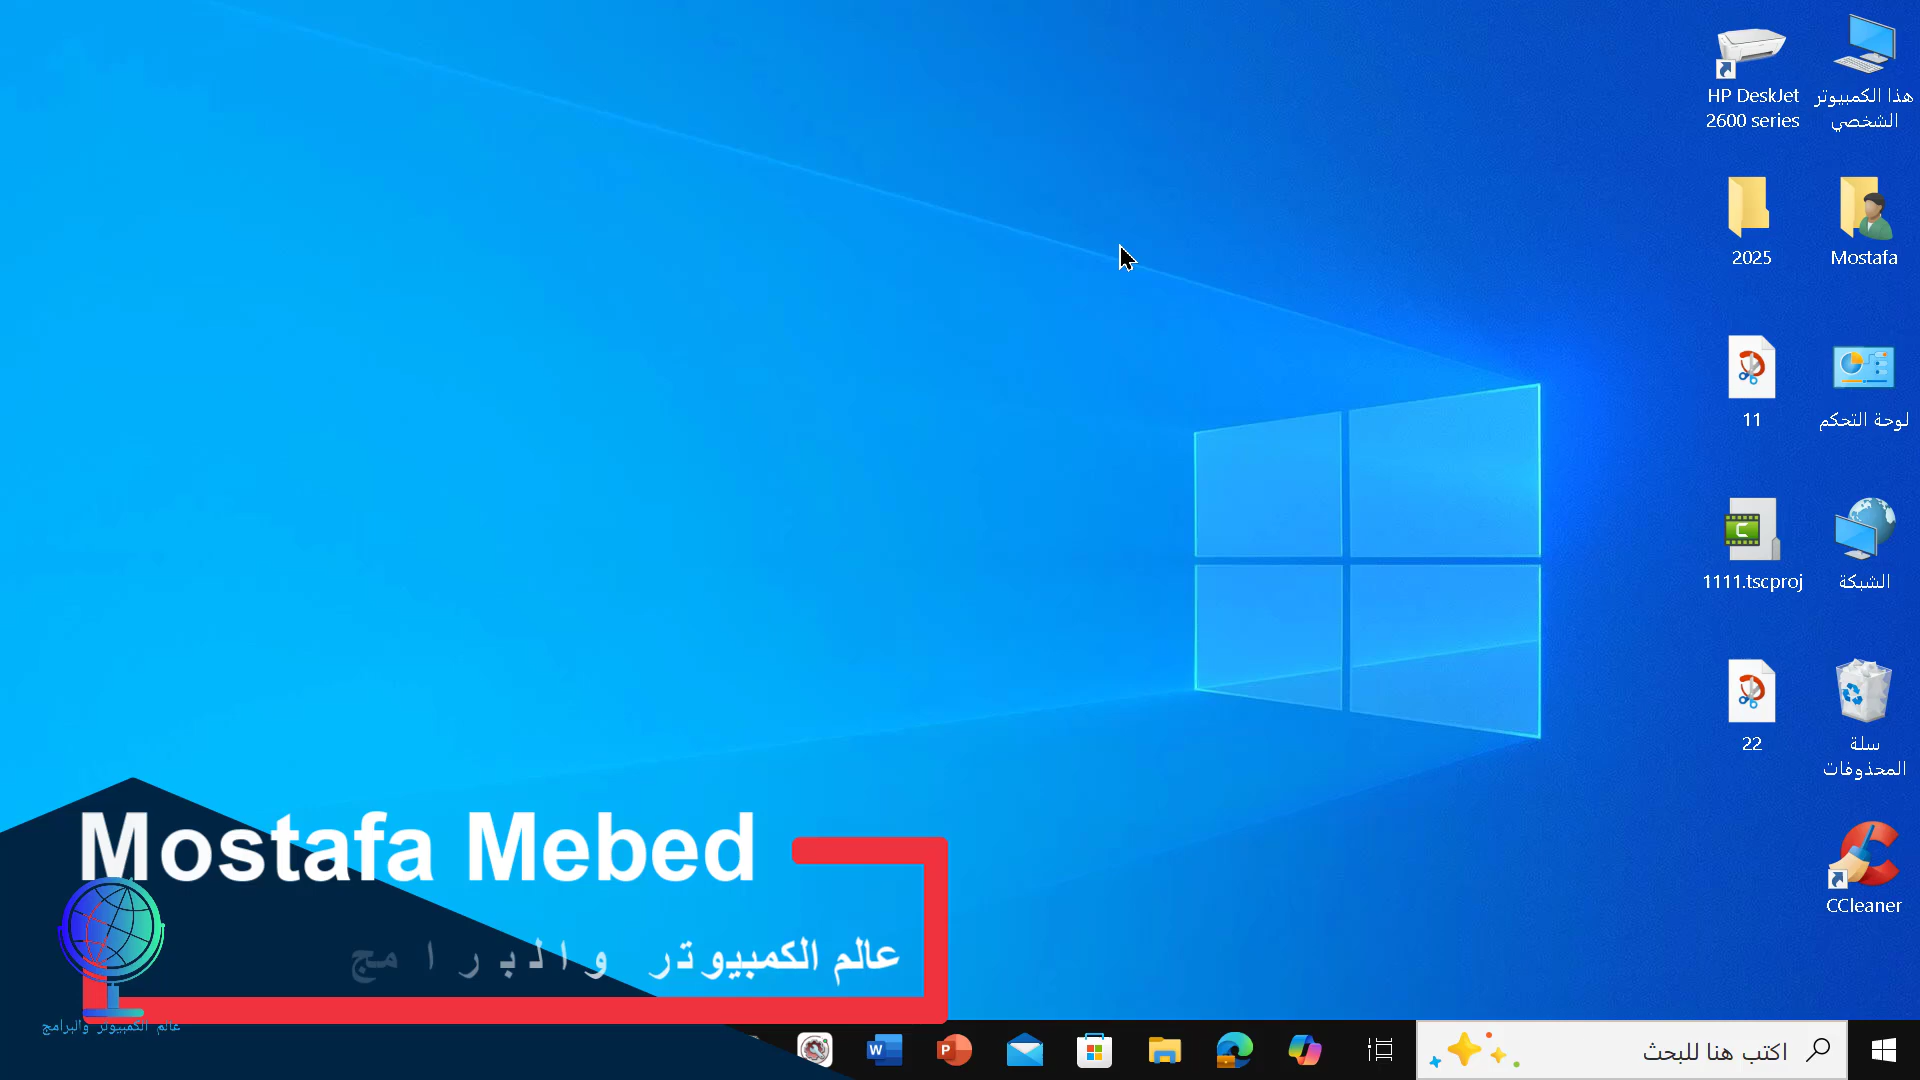 هذا الكمبيوتر
الشخصي
HP DeskJet
2600 series
Mostafa
2025
لوحة التحكم
11
الشبكة
1111.tscproj
سلة
المحذوفات
22
CCleaner
Mostafa Mebed
عالم الكمبيوتر والبرامج
عالم الكمبيوتر والبرامج
اكتب هنا للبحث